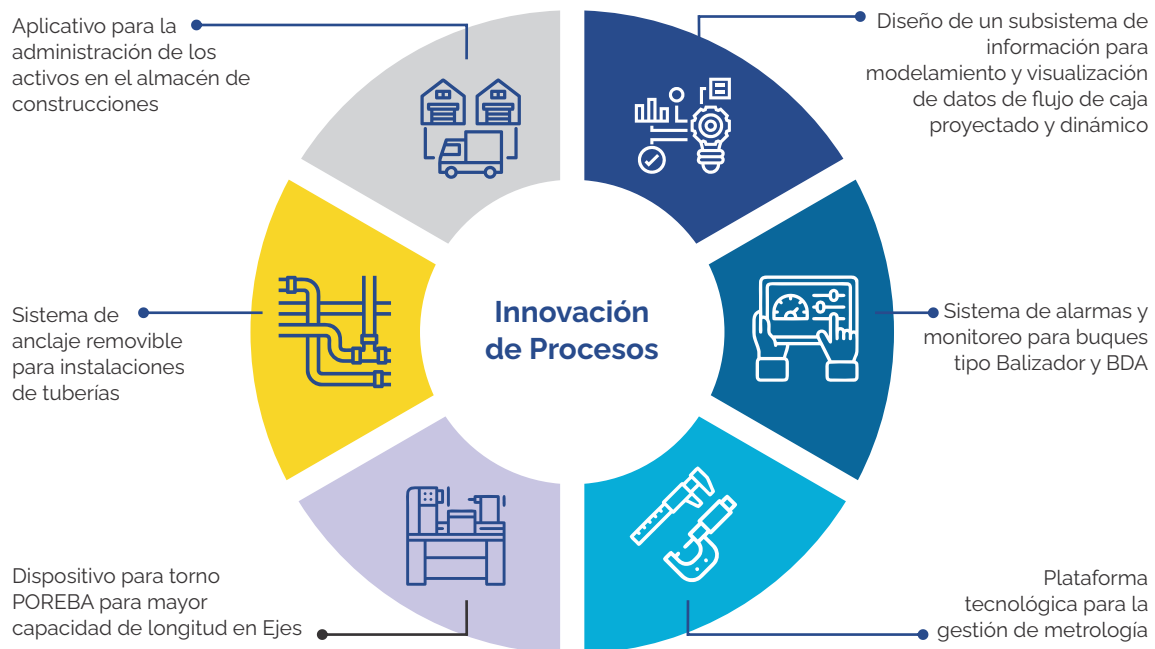 Aplicativo para la
administración de los
activos en el almacén de
construcciones
Diseño de un subsistema de
información para
modelamiento y visualización
de datos de flujo de caja
proyectado y dinámico
Innovación
de Procesos
Sistema de
anclaje removible
para instalaciones
de tuberías
Sistema de alarmas y
monitoreo para buques
tipo Balizador y BDA
Dispositivo para torno
POREBA para mayor
capacidad de longitud en Ejes
Plataforma
tecnológica para la
gestión de metrología